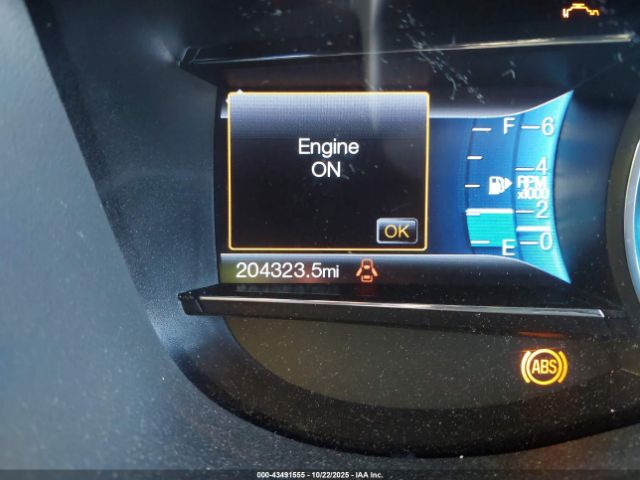 Engine
ON
OK
204323.5mi
F
E
6
4
RPM
x1000
2
0
ABS
000-43491555 - 10/22/2025 - IAA Inc.